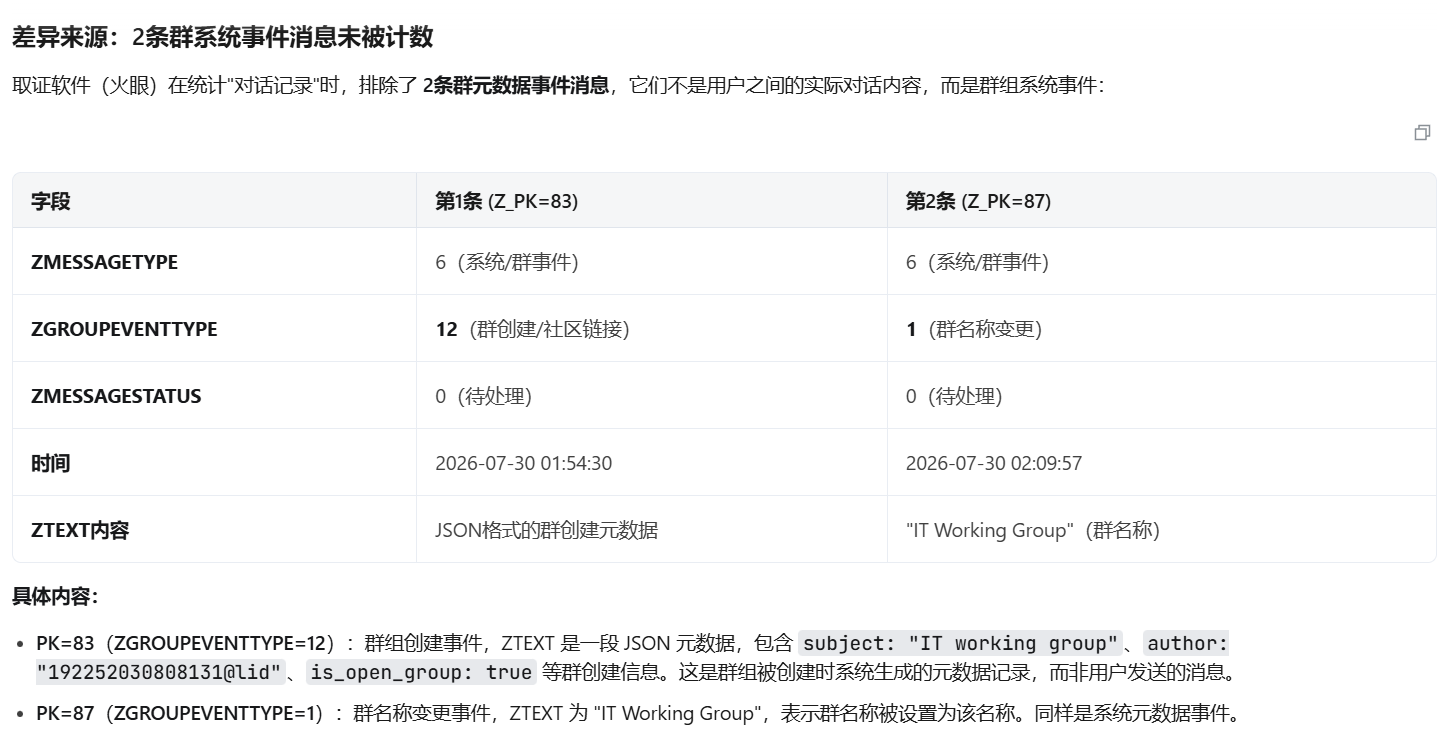 差异来源：2条群系统事件消息未被计数
取证软件（火眼）在统计"对话记录"时，排除了 2条群元数据事件消息，它们不是用户之间的实际对话内容，而是群组系统事件：
字段 第1条 (Z_PK=83) 第2条 (Z_PK=87)
ZMESSAGETYPE 6（系统/群事件） 6（系统/群事件）
ZGROUPEVENTTYPE 12（群创建/社区链接） 1（群名称变更）
ZMESSAGESTATUS 0（待处理） 0（待处理）
时间 2026-07-30 01:54:30 2026-07-30 02:09:57
ZTEXT内容 JSON格式的群创建元数据 "IT Working Group"（群名称）
具体内容：
• PK=83（ZGROUPEVENTTYPE=12）：群组创建事件，ZTEXT 是一段 JSON 元数据，包含 subject: "IT working group"、author:
"192252030808131@lid"、is_open_group: true 等群创建信息。这是群组被创建时系统生成的元数据记录，而非用户发送的消息。
• PK=87（ZGROUPEVENTTYPE=1）：群名称变更事件，ZTEXT 为 "IT Working Group"，表示群名称被设置为该名称。同样是系统元数据事件。